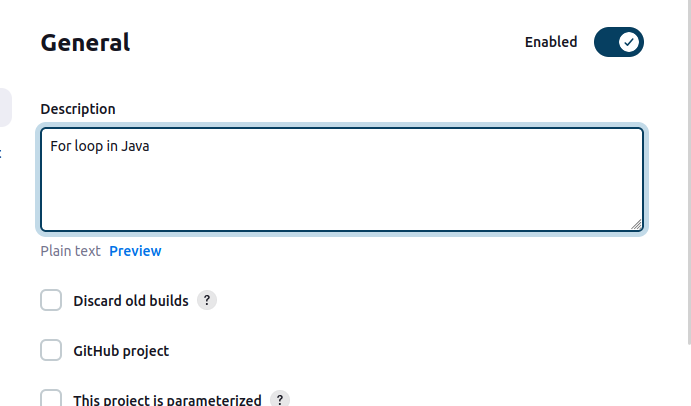 General
Enabled
Description
For loop in Java
Plain text Preview
Discard old builds ?
GitHub project
This project is parameterized ?